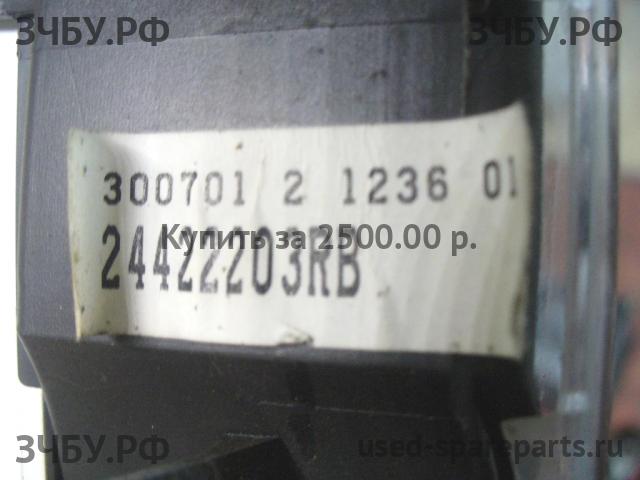 ЗЧБУ.РФ ЗЧБУ.РФ
300701 2 1236 01
Купить за 2500.00 р.
24422203RB
ЗЧБУ.РФ used-spareparts.ru